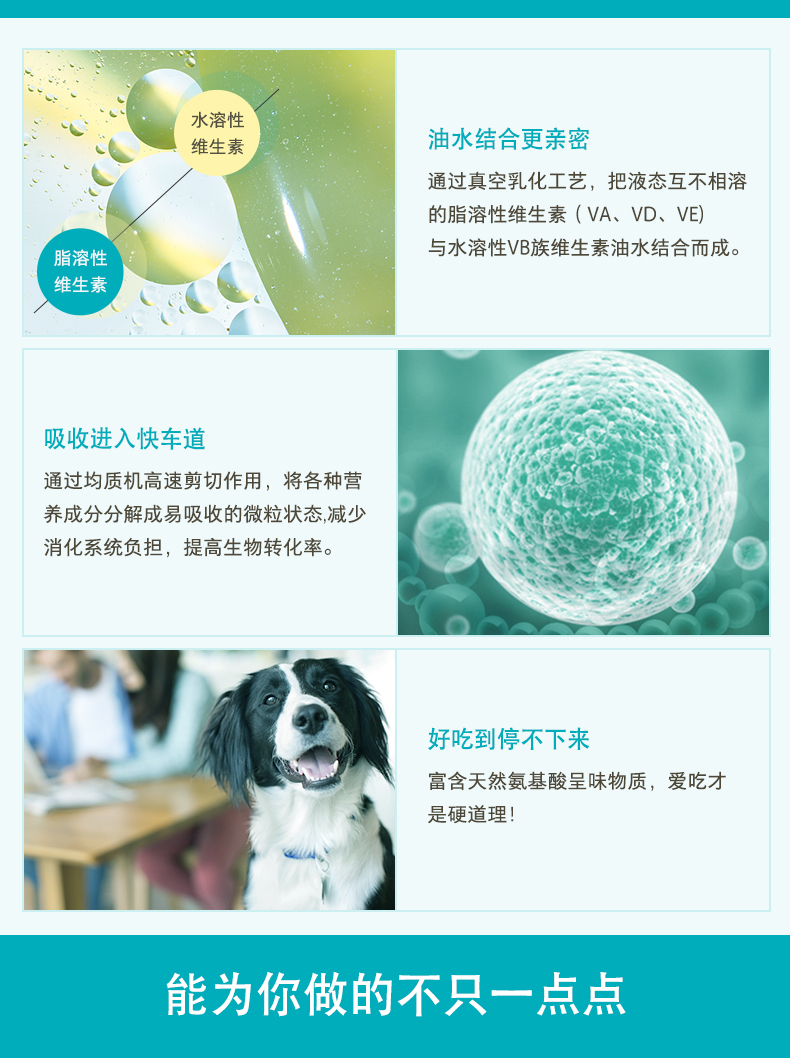 水溶性
维生素
脂溶性
维生素
油水结合更亲密
通过真空乳化工艺，把液态互不相溶
的脂溶性维生素（VA、VD、VE)
与水溶性VB族维生素油水结合而成。
吸收进入快车道
通过均质机高速剪切作用，将各种营
养成分分解成易吸收的微粒状态,减少
消化系统负担，提高生物转化率。
好吃到停不下来
富含天然氨基酸呈味物质，爱吃才
是硬道理！
能为你做的不只一点点